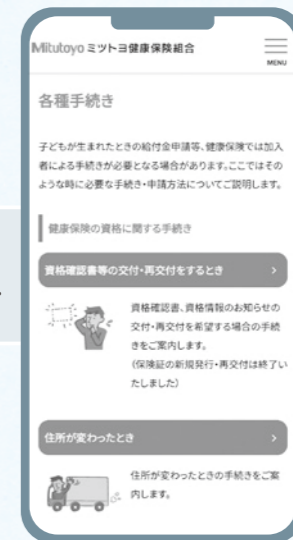 Mitutoyo ミツトヨ健康保険組合
MENU
各種手続き
子どもが生まれたときの給付金申請等、健康保険では加入
者による手続きが必要となる場合があります。ここではその
ような時に必要な手続き・申請方法についてご説明します。
健康保険の資格に関する手続き
資格確認書等の交付・再交付をするとき
資格確認書、資格情報のお知らせの
交付・再交付を希望する場合の手続
きをご案内します。
(保険証の新規発行・再交付は終了い
たしました)
住所が変わったとき
住所が変わったときの手続きをご案
内します。